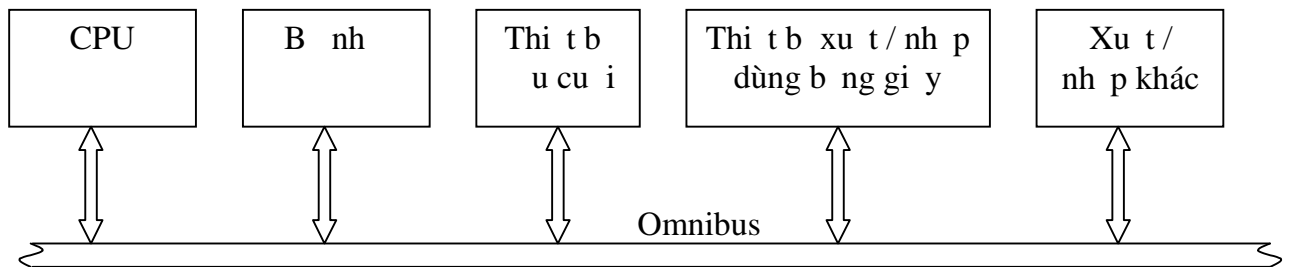 CPU
B nh
Thi t b
u cu i
Thi t b xu t / nh p
dùng b ng gi y
Xu t /
nh p khác
Omnibus